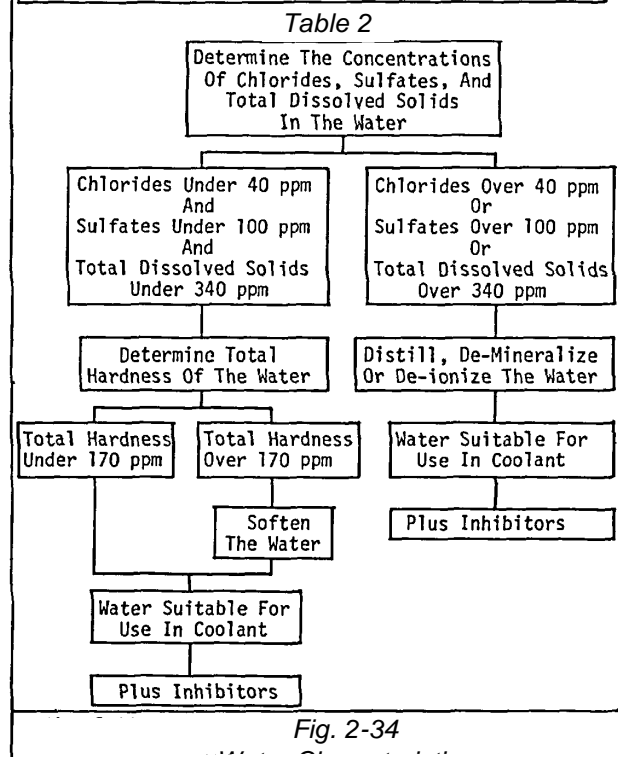 Table 2
Determine The Concentrations
Of Chlorides, Sulfates, And
Total Dissolved Solids
In The Water
Chlorides Under 40 ppm
And
Sulfates Under 100 ppm
And
Total Dissolved Solids
Under 340 ppm
Chlorides Over 40 ppm
Or
Sulfates Over 100 ppm
Or
Total Dissolved Solids
Over 340 ppm
Determine Total
Hardness Of The Water
Distill, De-Mineralize
Or De-ionize The Water
Total Hardness
Under 170 ppm
Total Hardness
Over 170 ppm
Water Suitable For
Use In Coolant
Soften
The Water
Plus Inhibitors
Water Suitable For
Use In Coolant
Plus Inhibitors
Fig. 2-34